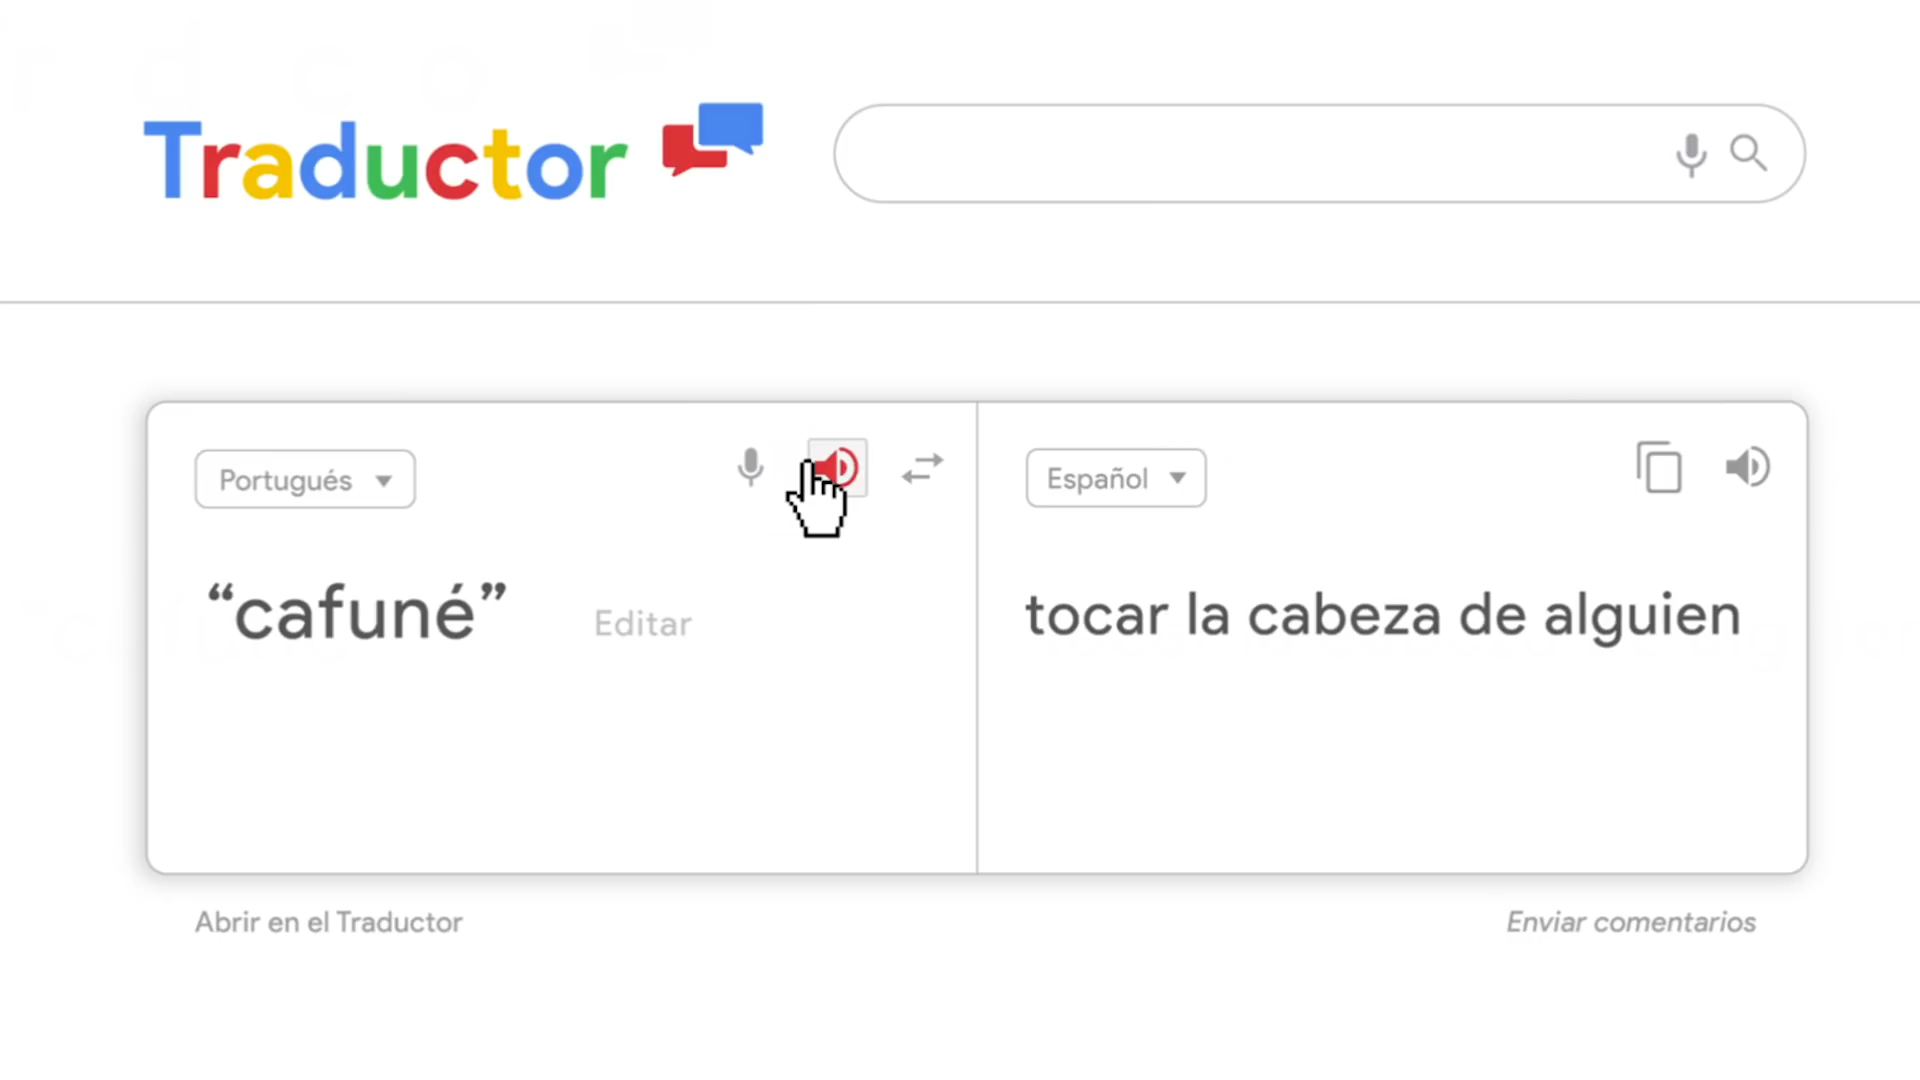 Traductor
Portugués
Español
“cafuné”
Editar
tocar la cabeza de alguien
Abrir en el Traductor
Enviar comentarios